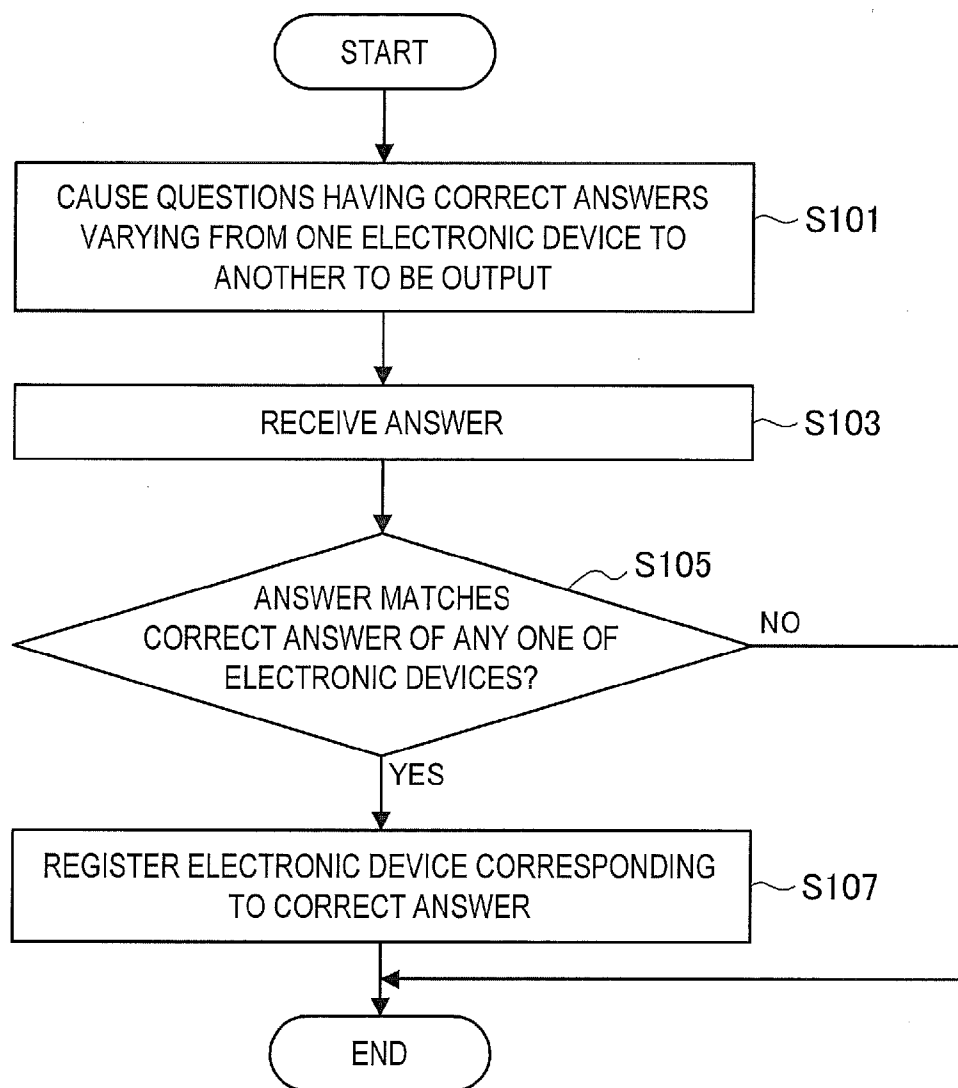 START
CAUSE QUESTIONS HAVING CORRECT ANSWERS
VARYING FROM ONE ELECTRONIC DEVICE TO
ANOTHER TO BE OUTPUT
S101
RECEIVE ANSWER
S103
S105
ANSWER MATCHES
CORRECT ANSWER OF ANY ONE OF
ELECTRONIC DEVICES?
NO
YES
REGISTER ELECTRONIC DEVICE CORRESPONDING
TO CORRECT ANSWER
S107
END